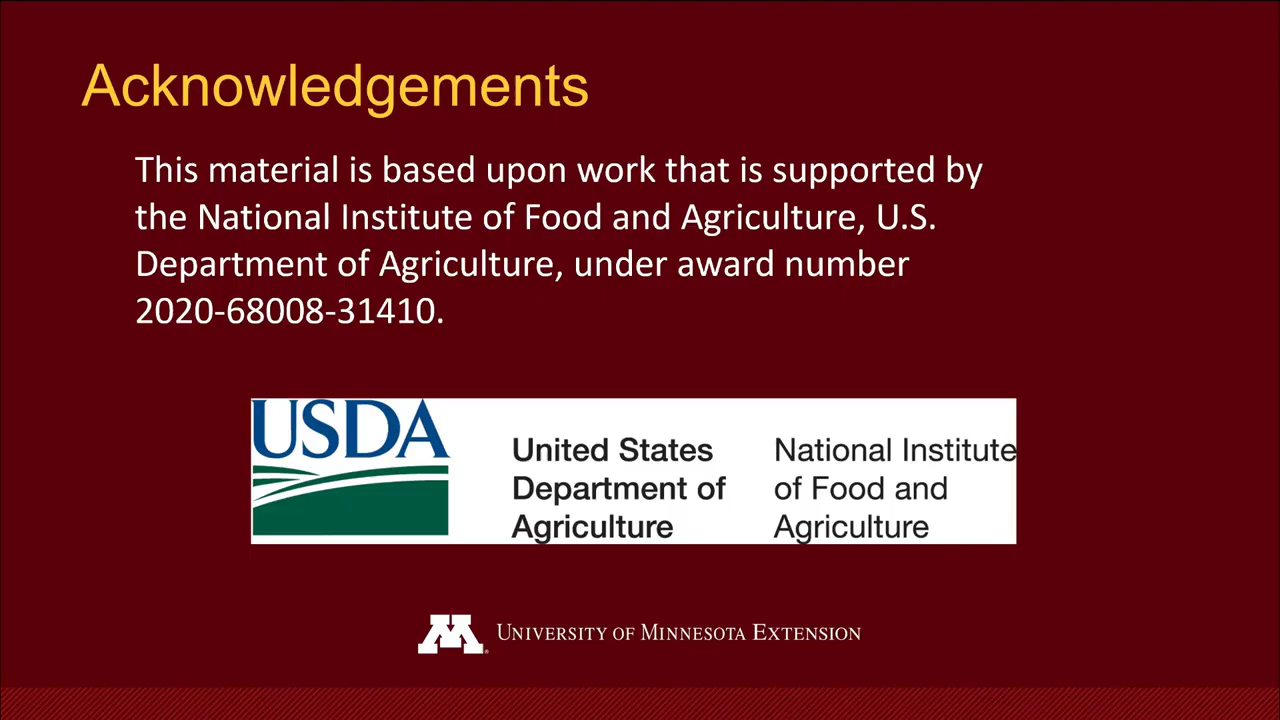 Acknowledgements
This material is based upon work that is supported by
the National Institute of Food and Agriculture, U.S.
Department of Agriculture, under award number
2020-68008-31410.
USDA
United States
Department of
Agriculture
National Institute
of Food and
Agriculture
M
University of Minnesota Extension